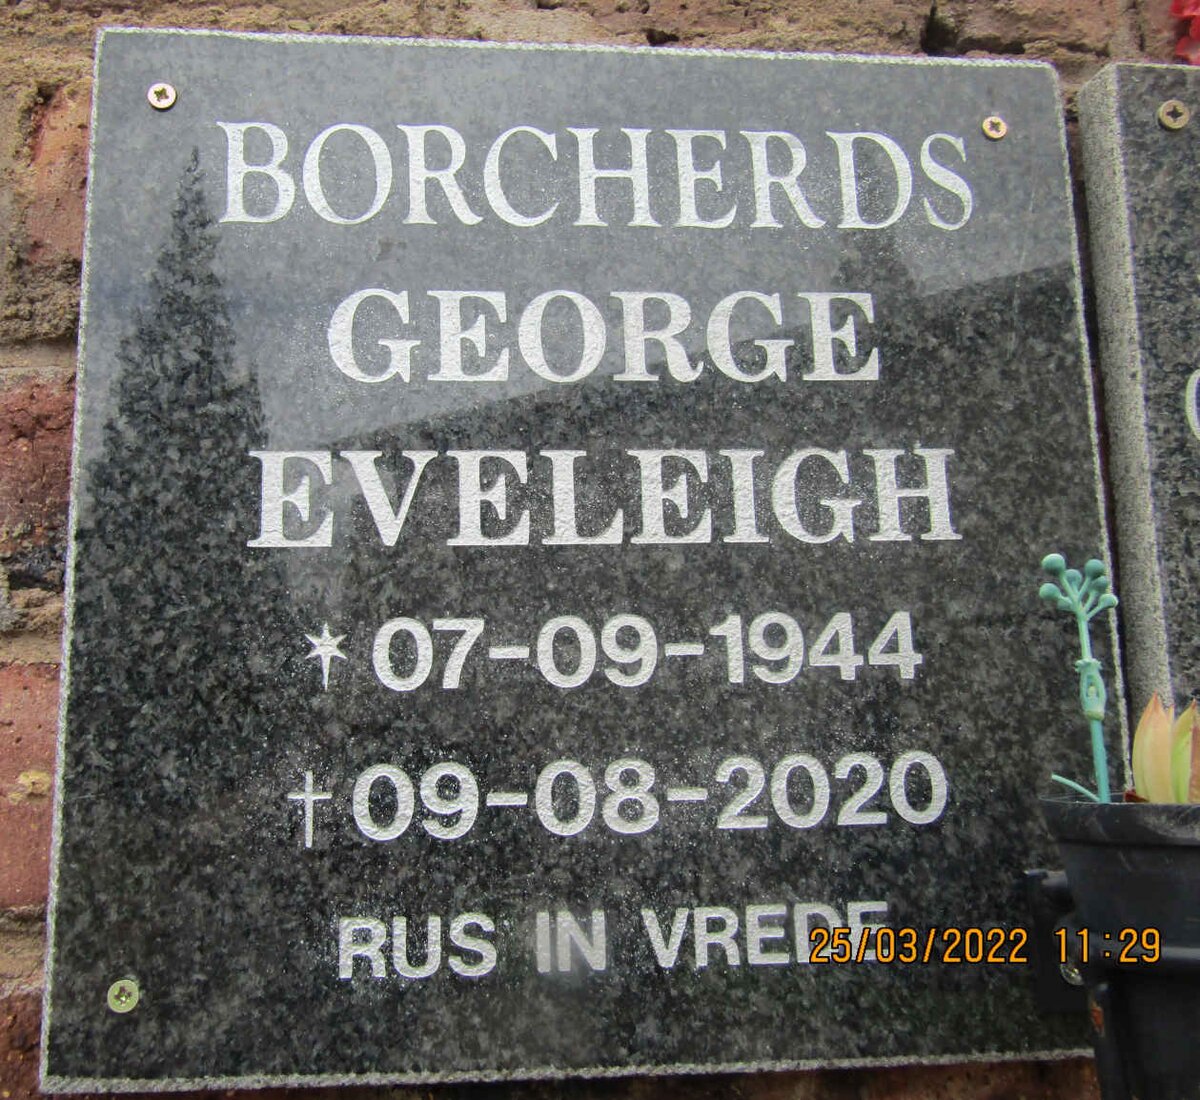 BORCHERDS
GEORGE
EVELEIGH
* 07-09-1944
† 09-08-2020
RUS IN VREDE
25/03/2022 11:29